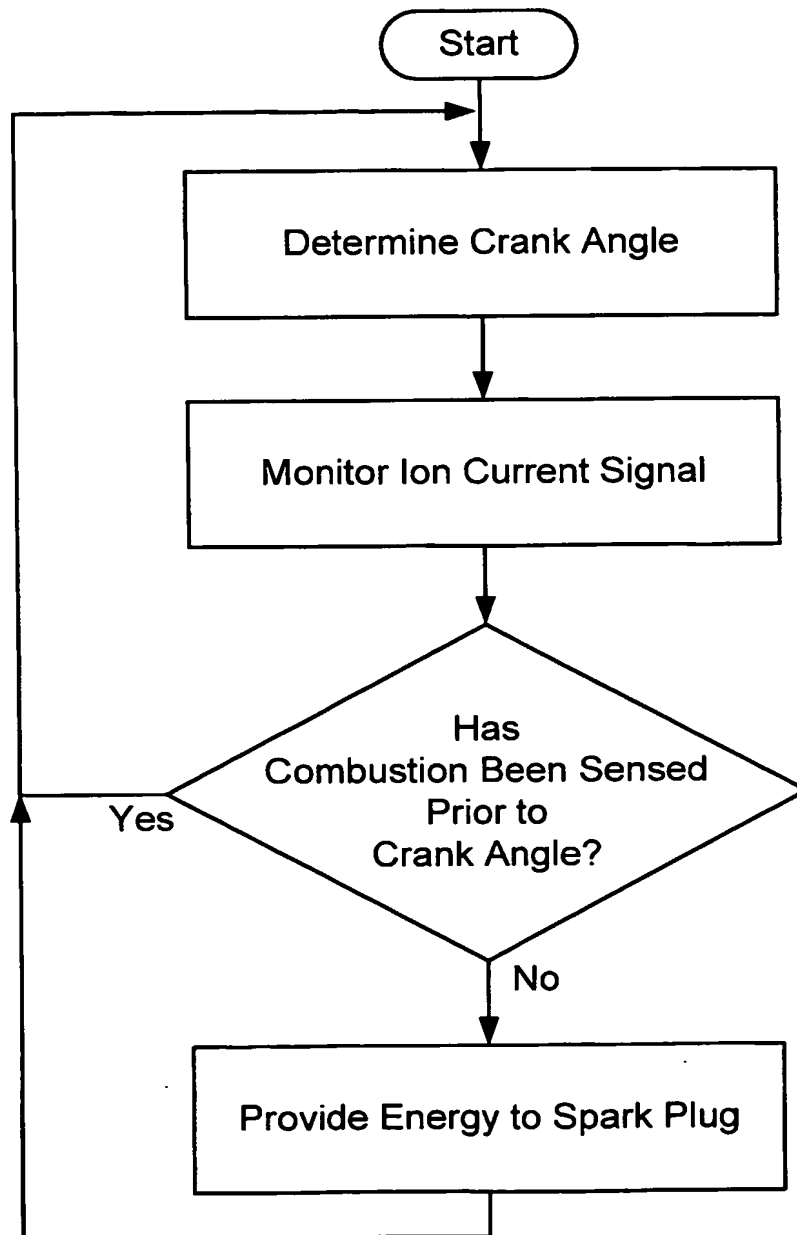 Start
Determine Crank Angle
Monitor Ion Current Signal
Has
Combustion Been Sensed
Prior to
Crank Angle?
Yes
No
Provide Energy to Spark Plug